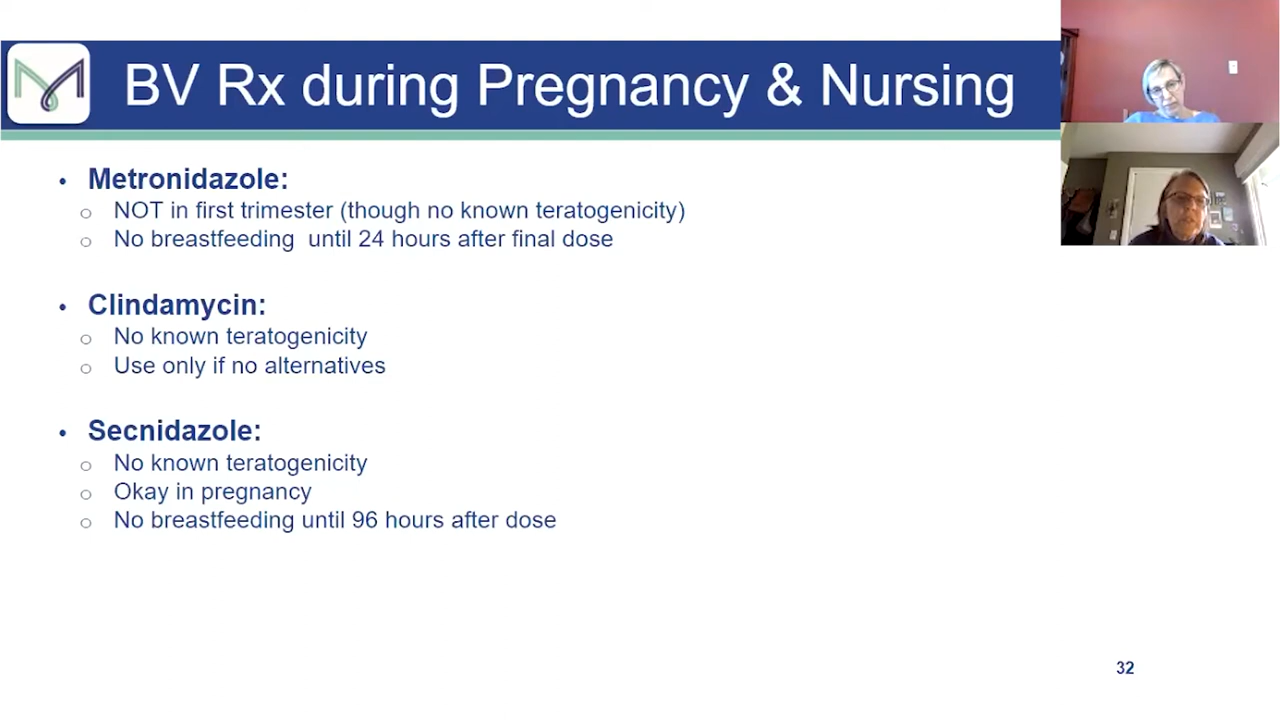 BV Rx during Pregnancy & Nursing
• Metronidazole:
o NOT in first trimester (though no known teratogenicity)
o No breastfeeding until 24 hours after final dose
• Clindamycin:
o No known teratogenicity
o Use only if no alternatives
• Secnidazole:
o No known teratogenicity
o Okay in pregnancy
o No breastfeeding until 96 hours after dose
32